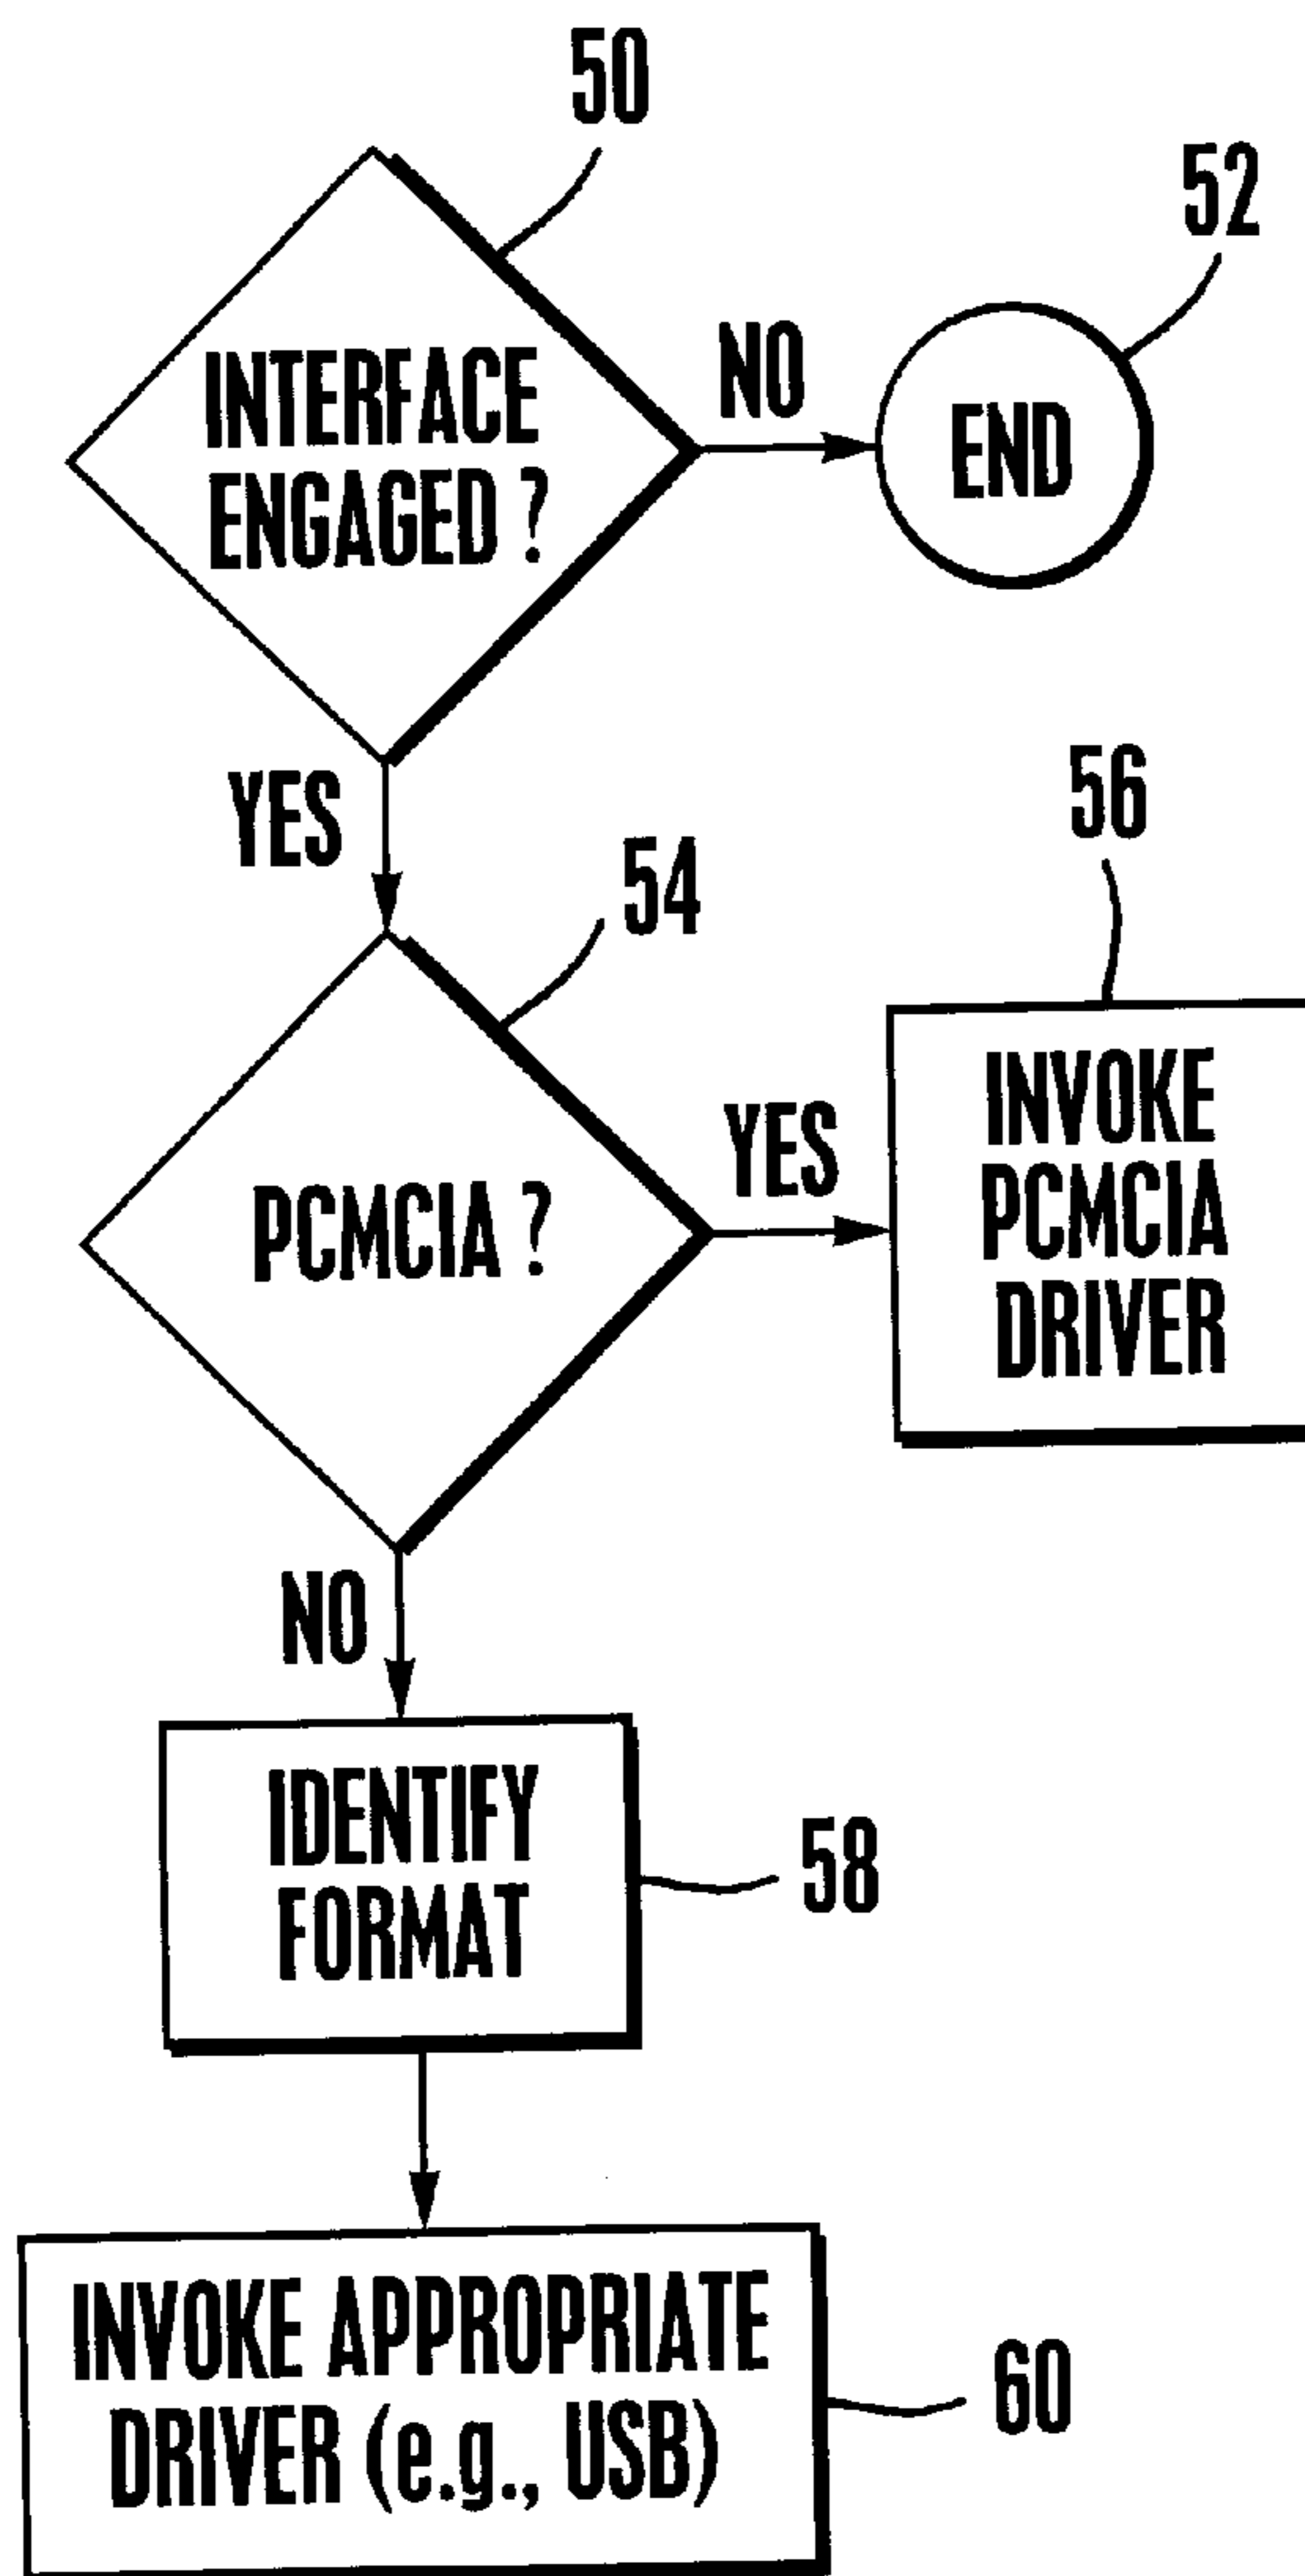 50
52
INTERFACE
ENGAGED ?
NO
END
YES
54
56
PCMCIA ?
YES
INVOKE
PCMCIA
DRIVER
NO
IDENTIFY
FORMAT
58
INVOKE APPROPRIATE
DRIVER (e.g., USB)
60